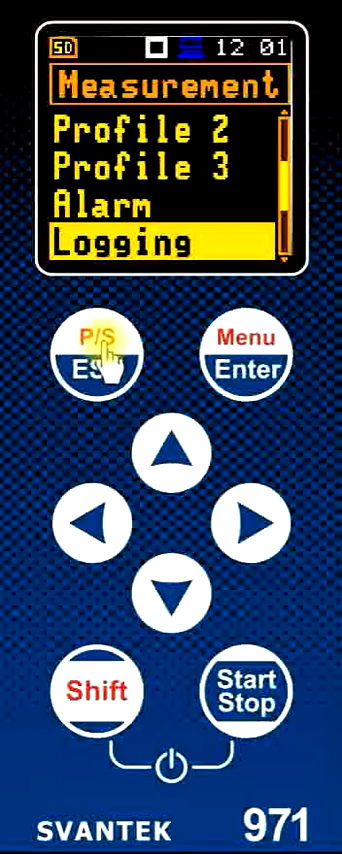 SD 12 01
Measurement
Profile 2
Profile 3
Alarm
Logging
P/S Menu
ESC Enter
Shift Start
Stop
SVANTEK 971